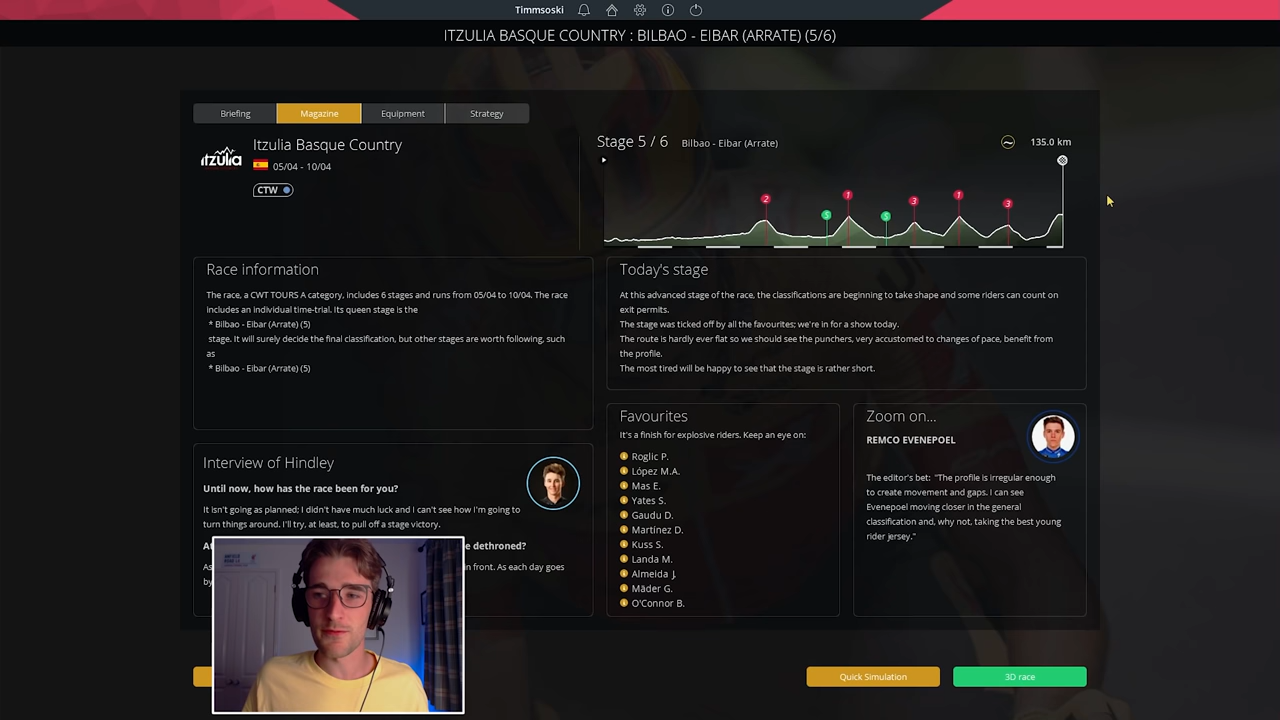 Timmsoski
ITZULIA BASQUE COUNTRY : BILBAO - EIBAR (ARRATE) (5/6)
Briefing
Magazine
Equipment
Strategy
itzulia
Itzulia Basque Country
05/04 - 10/04
CTW
Stage 5 / 6
Bilbao - Eibar (Arrate)
135.0 km
2
S
1
S
3
1
3
Race information
The race, a CWT TOURS A category, includes 6 stages and runs from 05/04 to 10/04. The race
includes an individual time-trial. Its queen stage is the
* Bilbao - Eibar (Arrate) (5)
stage. It will surely decide the final classification, but other stages are worth following, such
as
* Bilbao - Eibar (Arrate) (5)
Today's stage
At this advanced stage of the race, the classifications are beginning to take shape and some riders can count on
exit permits.
The stage was ticked off by all the favourites; we're in for a show today.
The route is hardly ever flat so we should see the punchers, very accustomed to changes of pace, benefit from
the profile.
The most tired will be happy to see that the stage is rather short.
Interview of Hindley
Until now, how has the race been for you?
It isn't going as planned; I didn't have much luck and I can't see how I'm going to
turn things around. I'll try, at least, to pull off a stage victory.
At
e dethroned?
As
n front. As each day goes
by
Favourites
It's a finish for explosive riders. Keep an eye on:
Roglic P.
López M.A.
Mas E.
Yates S.
Gaudu D.
Martínez D.
Kuss S.
Landa M.
Almeida J.
Mäder G.
O'Connor B.
Zoom on...
REMCO EVENEPOEL
The editor's bet: "The profile is irregular enough
to create movement and gaps. I can see
Evenepoel moving closer in the general
classification and, why not, taking the best young
rider jersey."
Quick Simulation
3D race